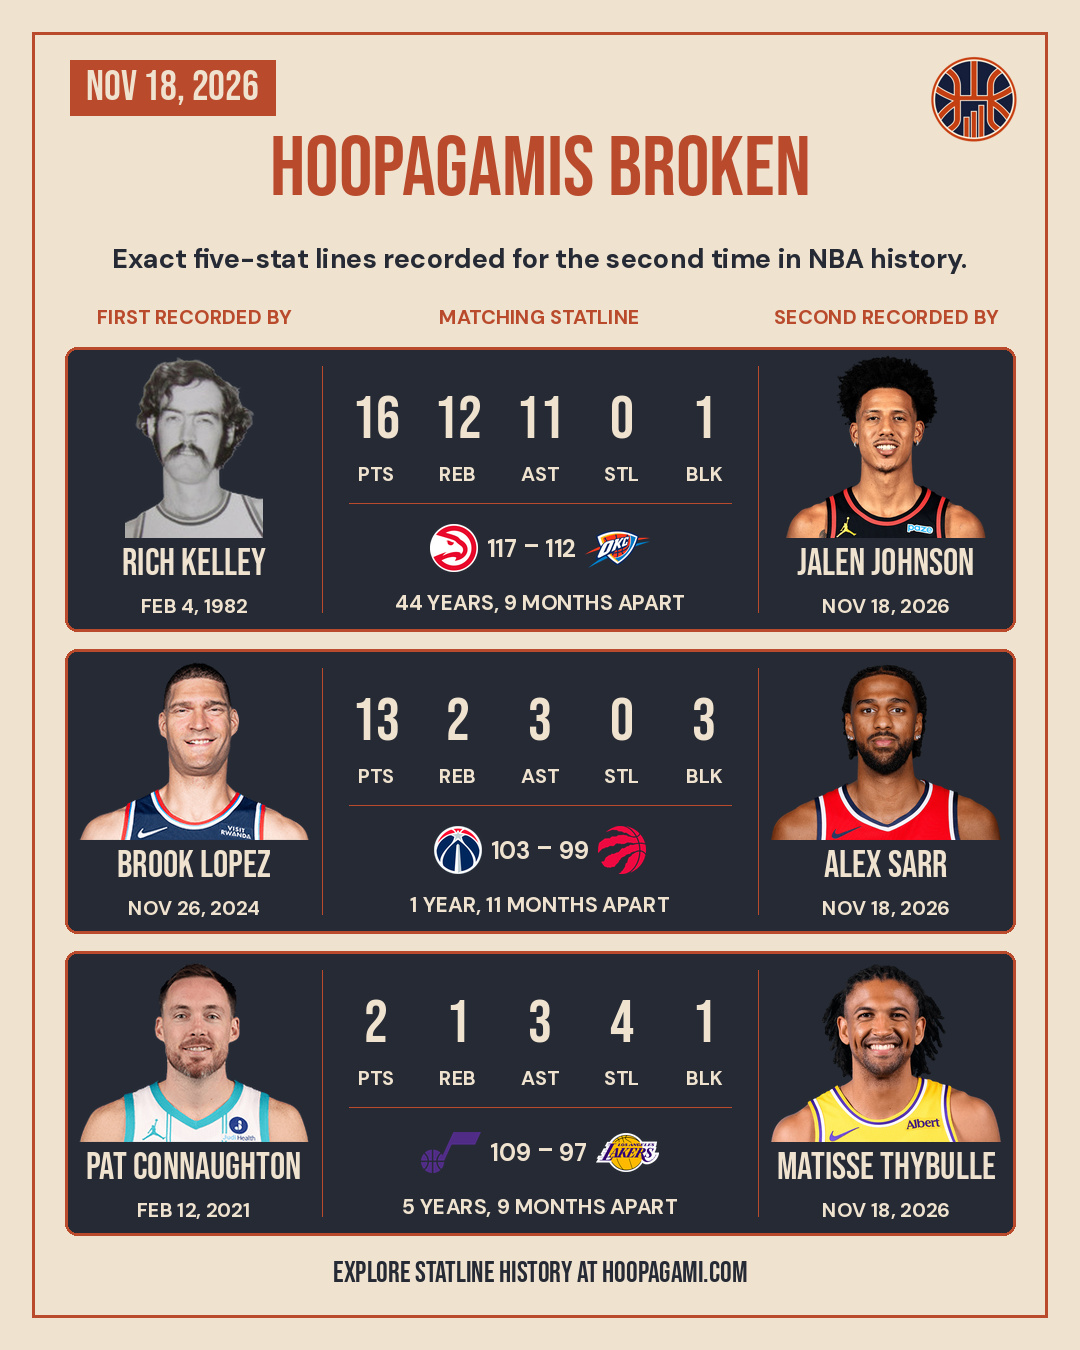 NOV 18, 2026
HOOPAGAMIS BROKEN
Exact five-stat lines recorded for the second time in NBA history.
FIRST RECORDED BY MATCHING STATLINE SECOND RECORDED BY
16 12 11 0 1
PTS REB AST STL BLK
OKC
117 – 112
RICH KELLEY
FEB 4, 1982
44 YEARS, 9 MONTHS APART
JALEN JOHNSON
NOV 18, 2026
13 2 3 0 3
PTS REB AST STL BLK
VISIT
RWANDA
103 – 99
BROOK LOPEZ
NOV 26, 2024
1 YEAR, 11 MONTHS APART
ALEX SARR
NOV 18, 2026
2 1 3 4 1
PTS REB AST STL BLK
Albert
109 – 97
LOS ANGELES
LAKERS
PAT CONNAUGHTON
FEB 12, 2021
5 YEARS, 9 MONTHS APART
MATISSE THYBULLE
NOV 18, 2026
EXPLORE STATLINE HISTORY AT HOOPAGAMI.COM